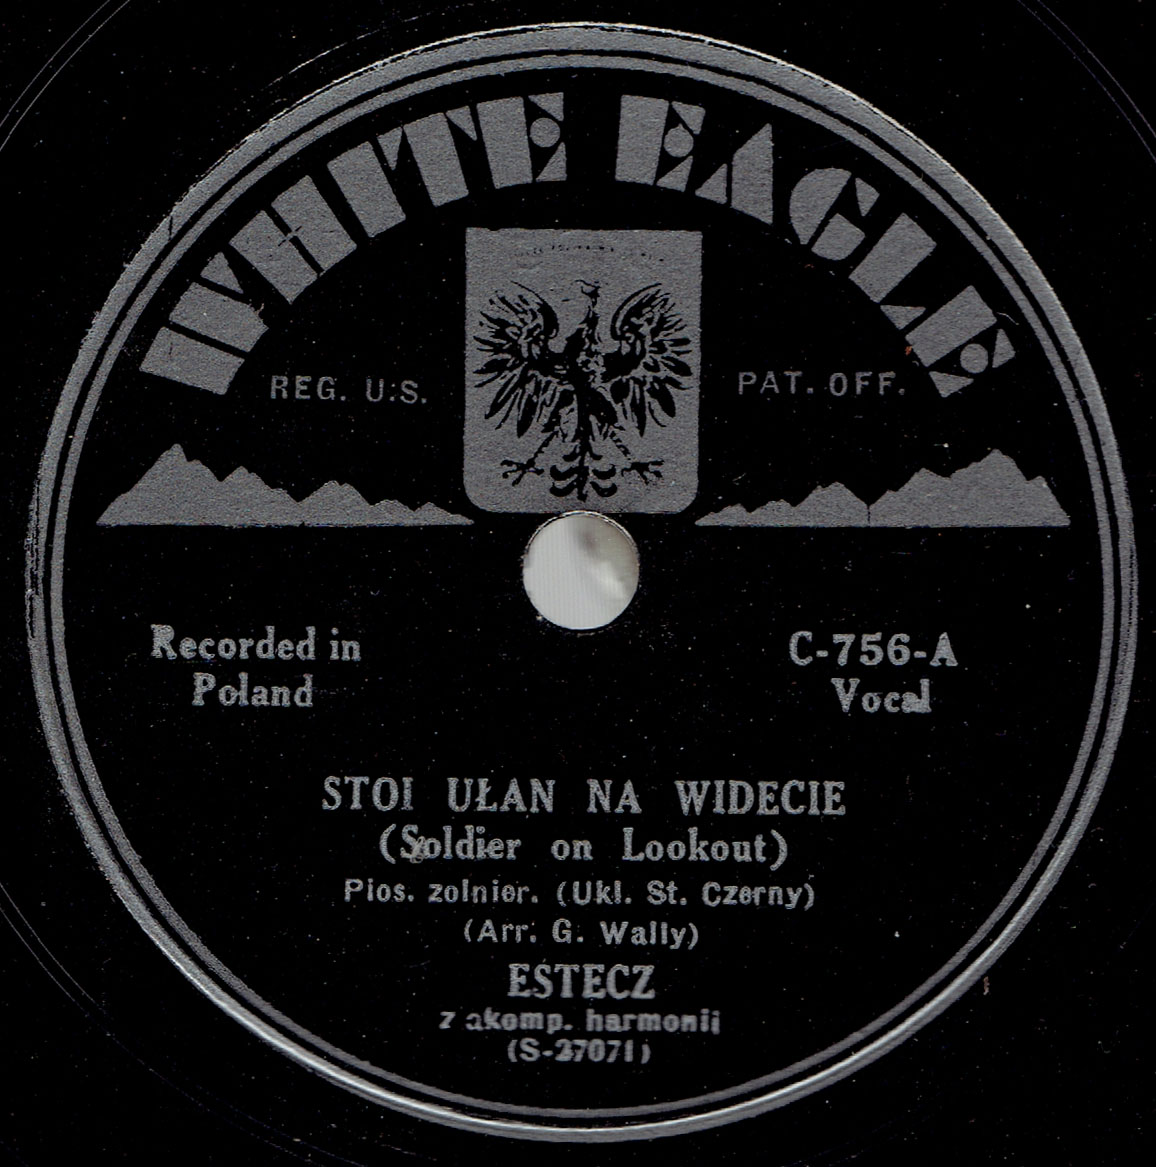 WHITE EAGLE
REG. U.S. PAT. OFF.
Recorded in
Poland
C-756-A
Vocal
STOI UŁAN NA WIDECIE
(Soldier on Lookout)
Pios. zolnier. (Ukl. St. Czerny)
(Arr. G. Wally)
ESTECZ
z akomp. harmonii
(S-27071)